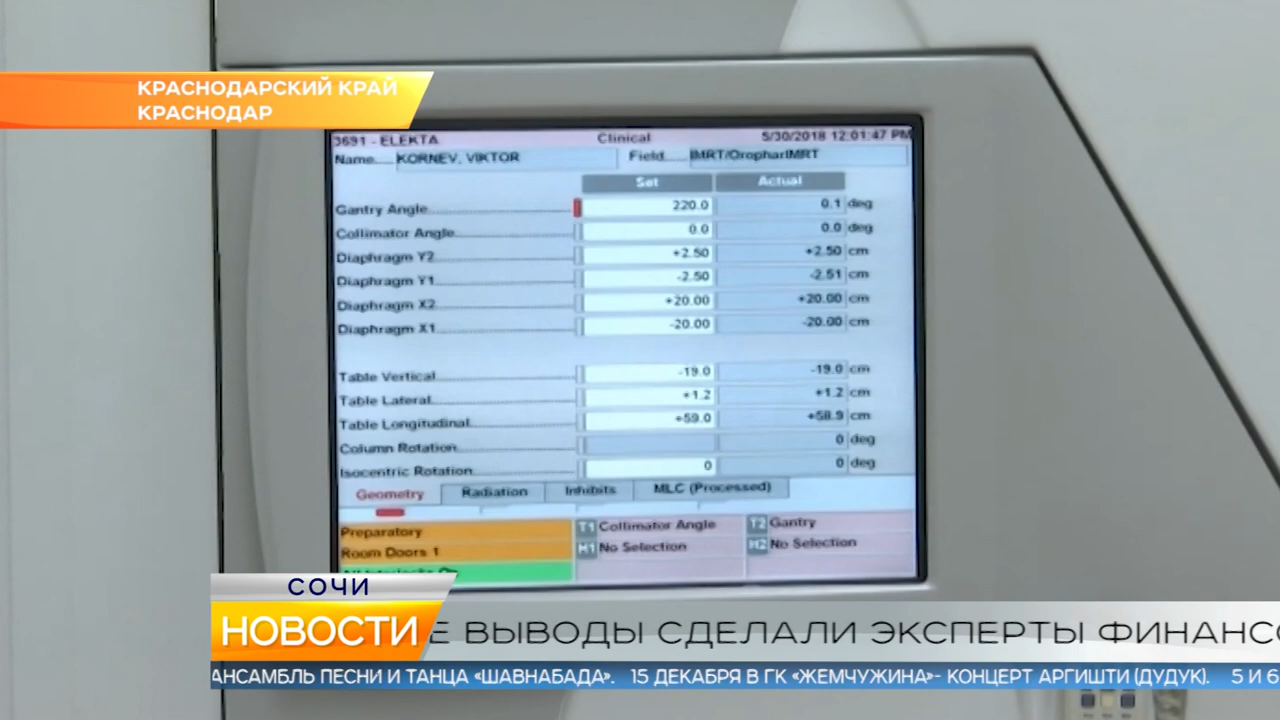 КРАСНОДАРСКИЙ КРАЙ
КРАСНОДАР
3691 - ELEKTA Clinical 5/30/2018 12:01:47 PM
Name..... KORNEV, VIKTOR Field..... IMRT/OropharIMRT
Set Actual
Gantry Angle 220.0 0.1 deg
Collimator Angle 0.0 0.0 deg
Diaphragm Y2 +2.50 +2.50 cm
Diaphragm Y1 -2.50 -2.51 cm
Diaphragm X2 +20.00 +20.00 cm
Diaphragm X1 -20.00 -20.00 cm
Table Vertical -19.0 -19.0 cm
Table Lateral +1.2 +1.2 cm
Table Longitudinal +59.0 +58.9 cm
Column Rotation 0 deg
Isocentric Rotation 0 0 deg
Geometry Radiation Inhibits MLC (Processed)
Preparatory T1 Collimator Angle T2 Gantry
Room Doors 1 H1 No Selection H2 No Selection
All Interlocks On
СОЧИ
НОВОСТИ Е ВЫВОДЫ СДЕЛАЛИ ЭКСПЕРТЫ ФИНАНСО
АНСАМБЛЬ ПЕСНИ И ТАНЦА «ШАВНАБАДА». 15 ДЕКАБРЯ В ГК «ЖЕМЧУЖИНА»- КОНЦЕРТ АРГИШТИ (ДУДУК). 5 И 6